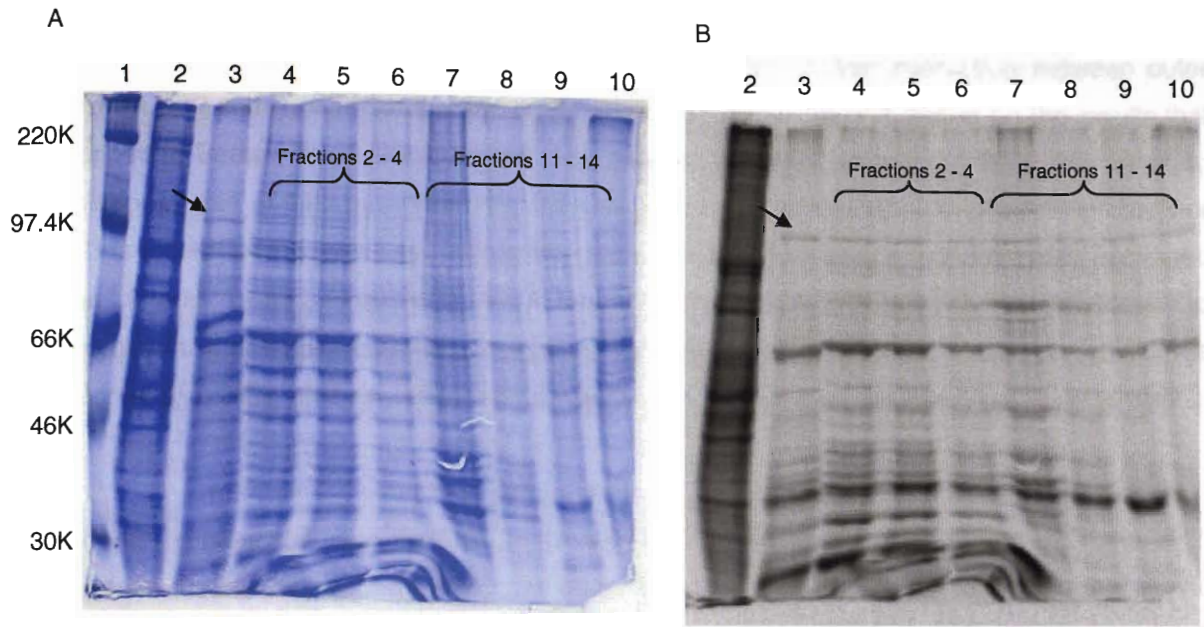 A
B
1 2 3 4 5 6 7 8 9 10
2 3 4 5 6 7 8 9 10
220K
97.4K
66K
46K
30K
Fractions 2 - 4
Fractions 11 - 14
Fractions 2 - 4
Fractions 11 - 14